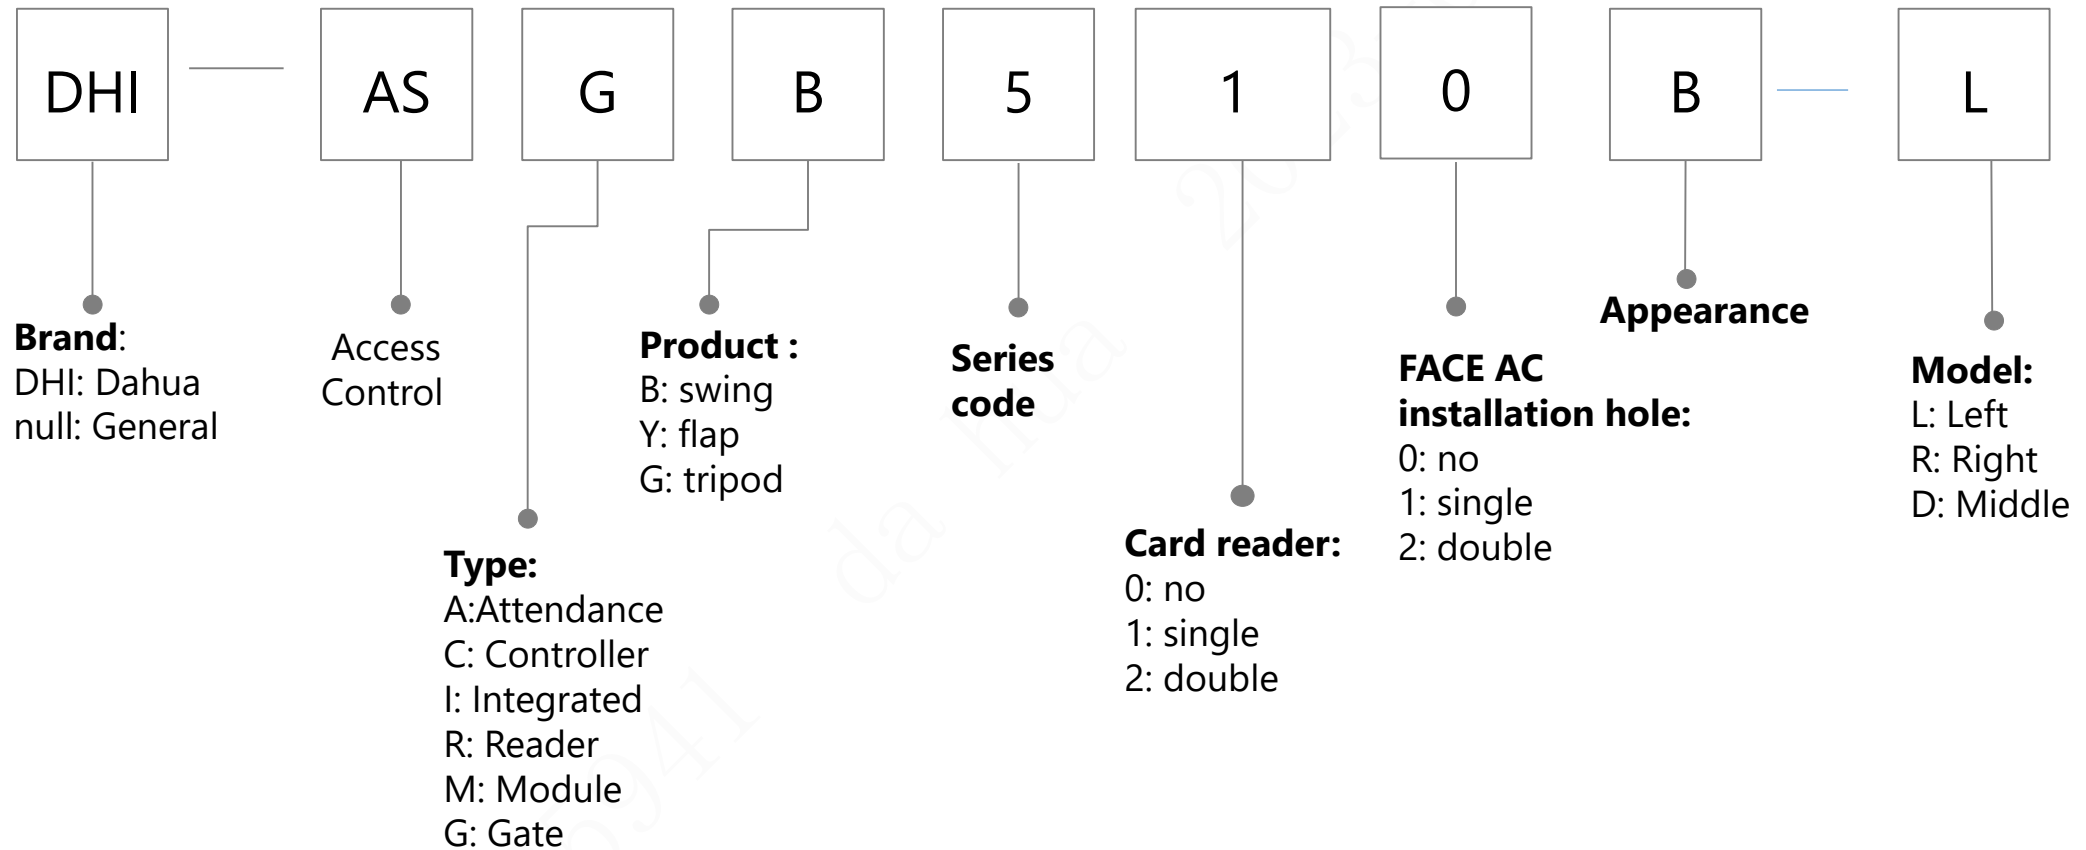 DHI AS G B 5 1 0 B L
Brand:
DHI: Dahua
null: General
Access
Control
Type:
A:Attendance
C: Controller
I: Integrated
R: Reader
M: Module
G: Gate
Product :
B: swing
Y: flap
G: tripod
Series
code
Card reader:
0: no
1: single
2: double
FACE AC
installation hole:
0: no
1: single
2: double
Appearance
Model:
L: Left
R: Right
D: Middle
da hua